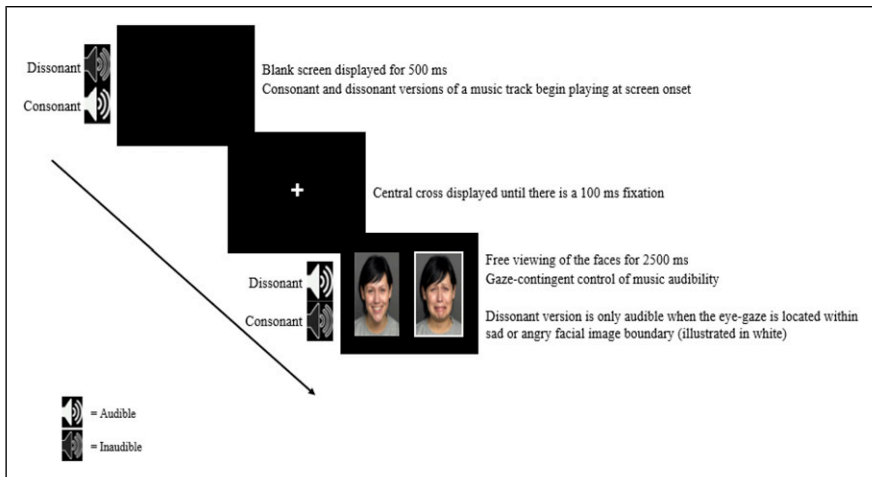 Dissonant
Consonant
Blank screen displayed for 500 ms
Consonant and dissonant versions of a music track begin playing at screen onset
Central cross displayed until there is a 100 ms fixation
Dissonant
Consonant
Free viewing of the faces for 2500 ms
Gaze-contingent control of music audibility
Dissonant version is only audible when the eye-gaze is located within
sad or angry facial image boundary (illustrated in white)
= Audible
= Inaudible